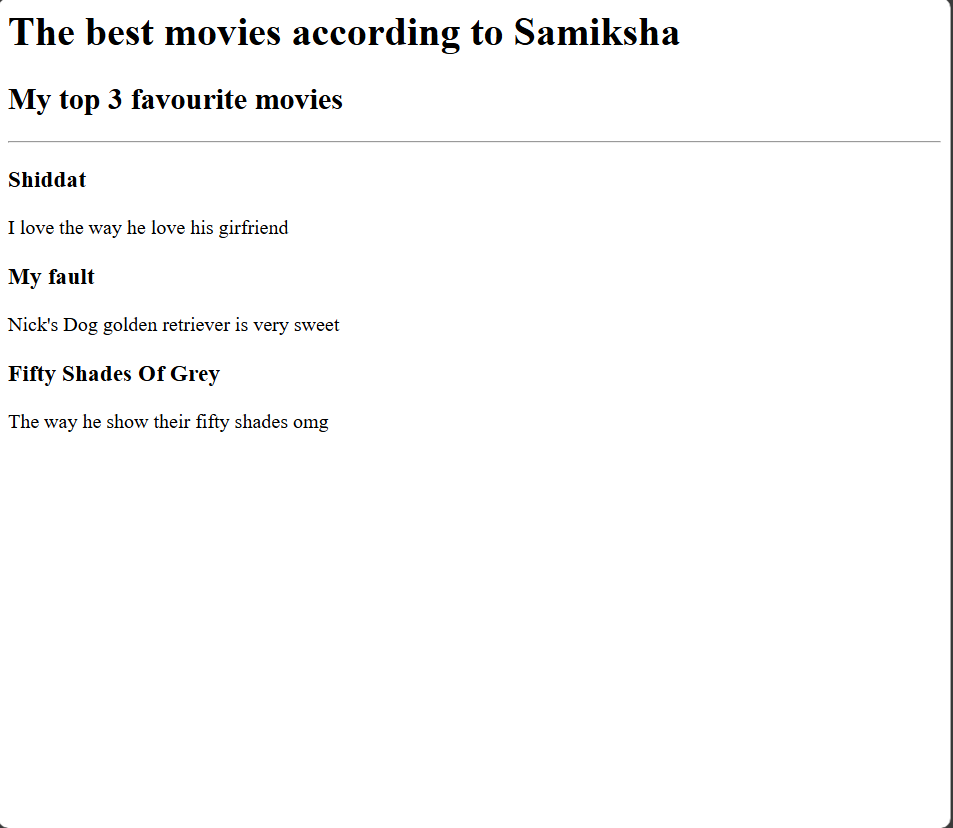 The best movies according to Samiksha
My top 3 favourite movies
Shiddat
I love the way he love his girfriend
My fault
Nick's Dog golden retriever is very sweet
Fifty Shades Of Grey
The way he show their fifty shades omg